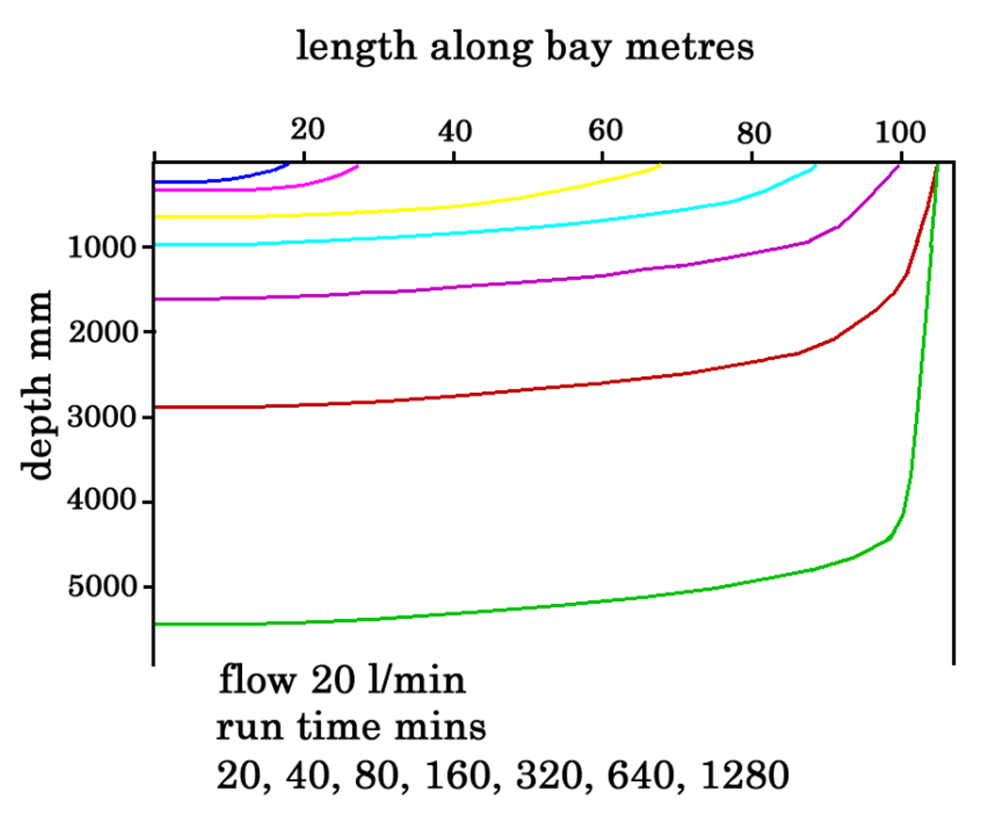 length along bay metres
20 40 60 80 100
depth mm
1000
2000
3000
4000
5000
flow 20 l/min
run time mins
20, 40, 80, 160, 320, 640, 1280